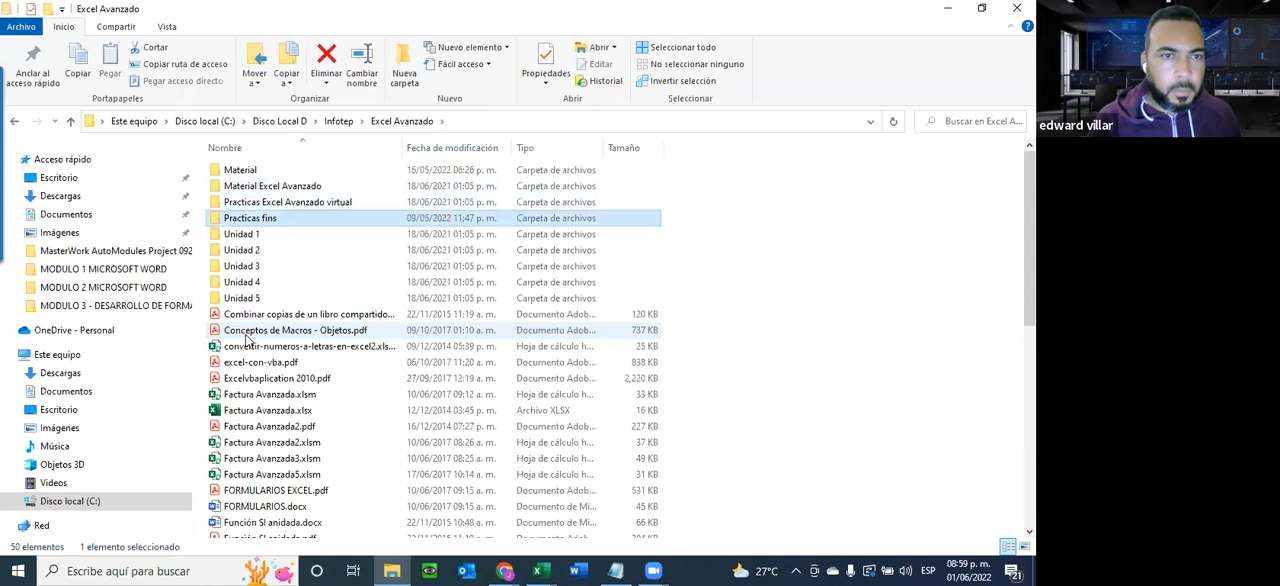 Excel Avanzado
Archivo Inicio Compartir Vista
Anclar al acceso rápido
Copiar
Pegar
Cortar
Copiar ruta de acceso
Pegar acceso directo
Portapapeles
Mover a
Copiar a
Eliminar
Cambiar nombre
Organizar
Nueva carpeta
Nuevo elemento
Fácil acceso
Nuevo
Propiedades
Abrir
Editar
Historial
Abrir
Seleccionar todo
No seleccionar ninguno
Invertir selección
Seleccionar
Este equipo > Disco local (C:) > Disco Local D > Infotep > Excel Avanzado >
Buscar en Excel A...
Acceso rápido
Escritorio
Descargas
Documentos
Imágenes
MasterWork AutoModules Project 092
MODULO 1 MICROSOFT WORD
MODULO 2 MICROSOFT WORD
MODULO 3 - DESARROLLO DE FORMA
OneDrive - Personal
Este equipo
Descargas
Documentos
Escritorio
Imágenes
Música
Objetos 3D
Videos
Disco local (C:)
Red
Nombre Fecha de modificación Tipo Tamaño
Material 16/05/2022 06:26 p. m. Carpeta de archivos
Material Excel Avanzado 18/06/2021 01:05 p. m. Carpeta de archivos
Practicas Excel Avanzado virtual 18/06/2021 01:05 p. m. Carpeta de archivos
Practicas fins 09/05/2022 11:47 p. m. Carpeta de archivos
Unidad 1 18/06/2021 01:05 p. m. Carpeta de archivos
Unidad 2 18/06/2021 01:05 p. m. Carpeta de archivos
Unidad 3 18/06/2021 01:05 p. m. Carpeta de archivos
Unidad 4 18/06/2021 01:05 p. m. Carpeta de archivos
Unidad 5 18/06/2021 01:05 p. m. Carpeta de archivos
Combinar copias de un libro compartido... 22/11/2015 11:19 a. m. Documento Adob... 120 KB
Conceptos de Macros - Objetos.pdf 09/10/2017 01:10 a. m. Documento Adob... 737 KB
convertir-numeros-a-letras-en-excel2.xls... 09/12/2014 05:39 p. m. Hoja de cálculo h... 25 KB
excel-con-vba.pdf 06/10/2017 11:20 a. m. Documento Adob... 838 KB
Excelvbaplication 2010.pdf 27/09/2017 12:19 a. m. Documento Adob... 2,220 KB
Factura Avanzada.xlsm 10/06/2017 09:12 a. m. Hoja de cálculo h... 33 KB
Factura Avanzada.xlsx 12/12/2014 03:45 p. m. Archivo XLSX 16 KB
Factura Avanzada2.pdf 16/12/2014 07:27 p. m. Documento Adob... 227 KB
Factura Avanzada2.xlsm 10/06/2017 08:26 a. m. Hoja de cálculo h... 37 KB
Factura Avanzada3.xlsm 10/06/2017 08:25 a. m. Hoja de cálculo h... 49 KB
Factura Avanzada5.xlsm 17/06/2017 10:14 a. m. Hoja de cálculo h... 31 KB
FORMULARIOS EXCEL.pdf 10/06/2017 09:15 a. m. Documento Adob... 531 KB
FORMULARIOS.docx 10/06/2017 09:15 a. m. Documento de Mi... 45 KB
Función SI anidada.docx 22/11/2015 10:48 a. m. Documento de Mi... 66 KB
50 elementos 1 elemento seleccionado
Escribe aquí para buscar
27°C
ESP
08:59 p. m.
01/06/2022
21
edward villar